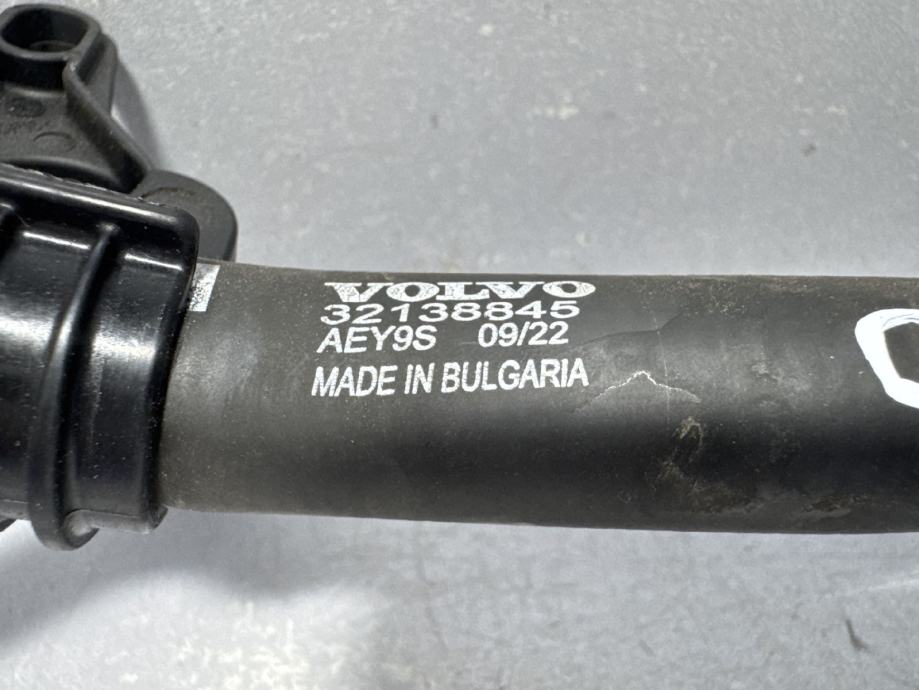 VOLVO
32138845
AEY9S 09/22
MADE IN BULGARIA